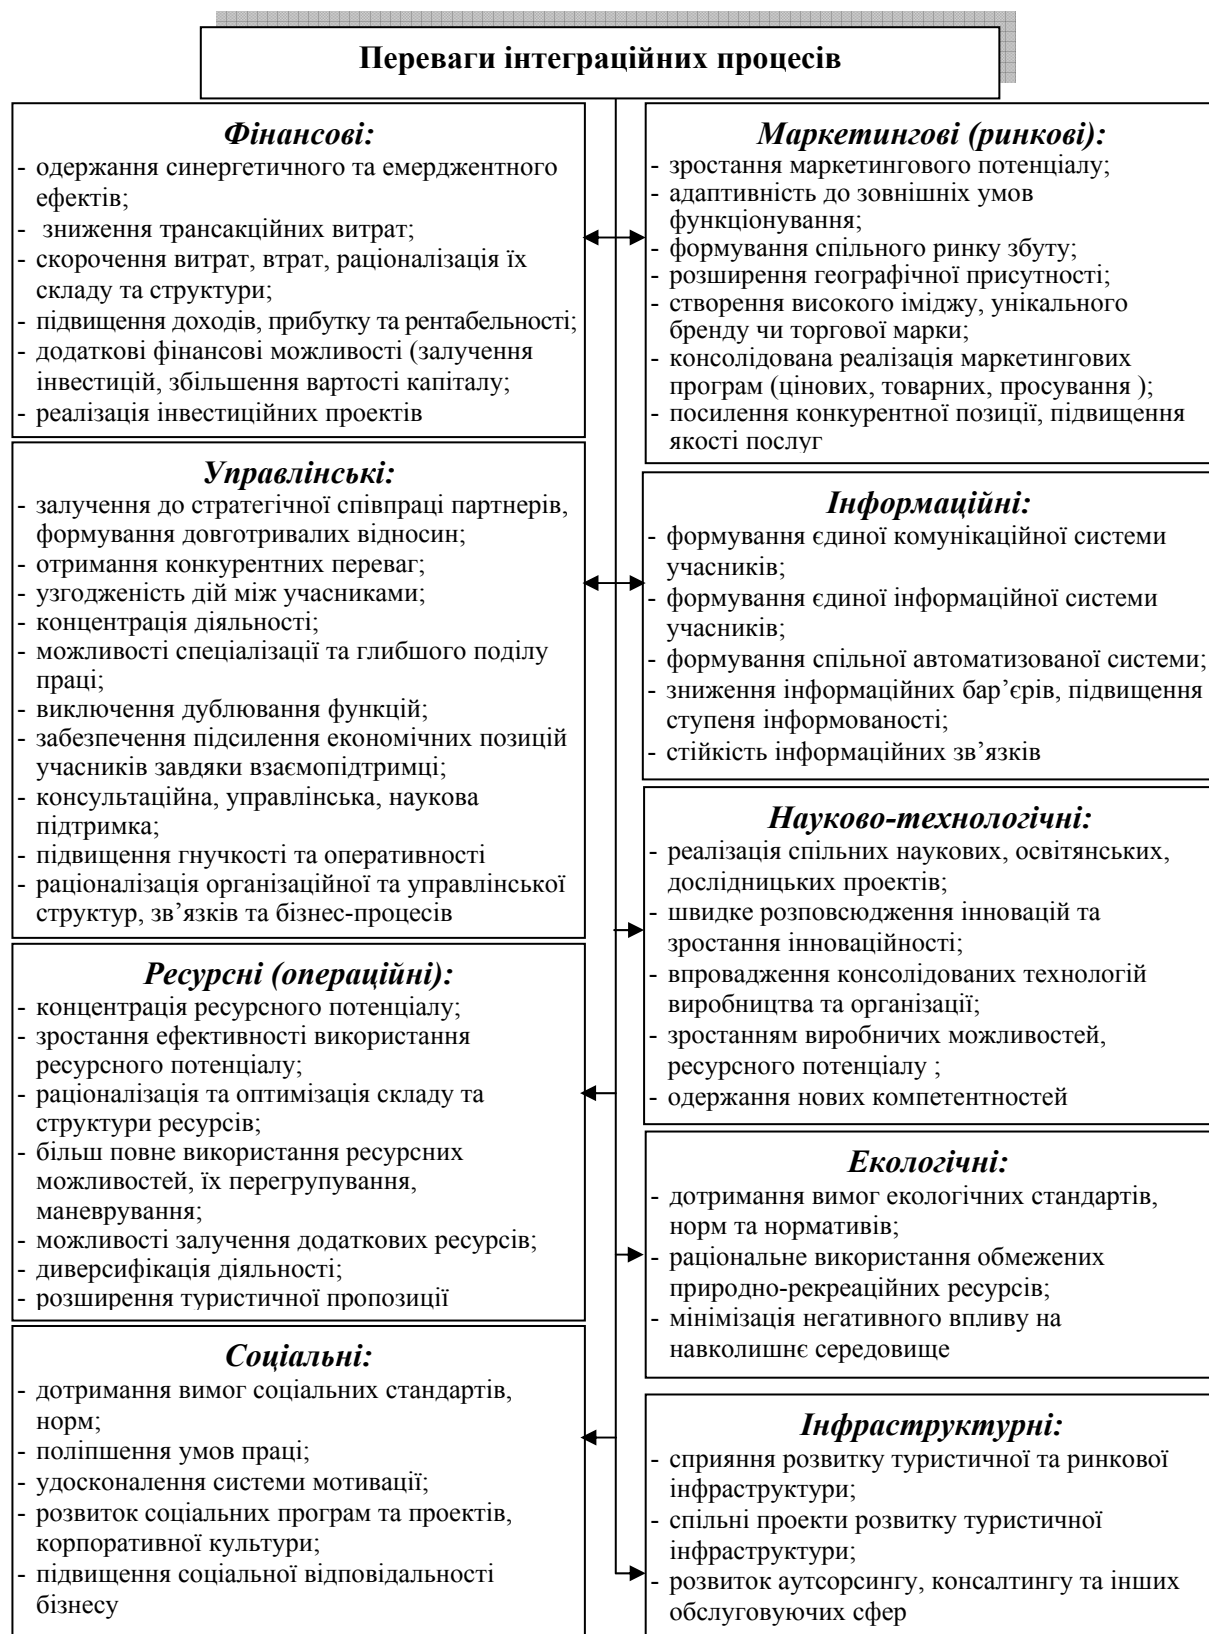 Переваги інтеграційних процесів
Фінансові:
- одержання синергетичного та емерджентного
ефектів;
- зниження трансакційних витрат;
- скорочення витрат, втрат, раціоналізація їх
складу та структури;
- підвищення доходів, прибутку та рентабельності;
- додаткові фінансові можливості (залучення
інвестицій, збільшення вартості капіталу;
- реалізація інвестиційних проектів
Управлінські:
- залучення до стратегічної співпраці партнерів,
формування довготривалих відносин;
- отримання конкурентних переваг;
- узгодженість дій між учасниками;
- концентрація діяльності;
- можливості спеціалізації та глибшого поділу
праці;
- виключення дублювання функцій;
- забезпечення підсилення економічних позицій
учасників завдяки взаємопідтримці;
- консультаційна, управлінська, наукова
підтримка;
- підвищення гнучкості та оперативності
- раціоналізація організаційної та управлінської
структур, зв’язків та бізнес-процесів
Ресурсні (операційні):
- концентрація ресурсного потенціалу;
- зростання ефективності використання
ресурсного потенціалу;
- раціоналізація та оптимізація складу та
структури ресурсів;
- більш повне використання ресурсних
можливостей, їх перегрупування,
маневрування;
- можливості залучення додаткових ресурсів;
- диверсифікація діяльності;
- розширення туристичної пропозиції
Соціальні:
- дотримання вимог соціальних стандартів,
норм;
- поліпшення умов праці;
- удосконалення системи мотивації;
- розвиток соціальних програм та проектів,
корпоративної культури;
- підвищення соціальної відповідальності
бізнесу
Маркетингові (ринкові):
- зростання маркетингового потенціалу;
- адаптивність до зовнішніх умов
функціонування;
- формування спільного ринку збуту;
- розширення географічної присутності;
- створення високого іміджу, унікального
бренду чи торгової марки;
- консолідована реалізація маркетингових
програм (цінових, товарних, просування );
- посилення конкурентної позиції, підвищення
якості послуг
Інформаційні:
- формування єдиної комунікаційної системи
учасників;
- формування єдиної інформаційної системи
учасників;
- формування спільної автоматизованої системи;
- зниження інформаційних бар’єрів, підвищення
ступеня інформованості;
- стійкість інформаційних зв’язків
Науково-технологічні:
- реалізація спільних наукових, освітянських,
дослідницьких проектів;
- швидке розповсюдження інновацій та
зростання інноваційності;
- впровадження консолідованих технологій
виробництва та організації;
- зростанням виробничих можливостей,
ресурсного потенціалу ;
- одержання нових компетентностей
Екологічні:
- дотримання вимог екологічних стандартів,
норм та нормативів;
- раціональне використання обмежених
природно-рекреаційних ресурсів;
- мінімізація негативного впливу на
навколишнє середовище
Інфраструктурні:
- сприяння розвитку туристичної та ринкової
інфраструктури;
- спільні проекти розвитку туристичної
інфраструктури;
- розвиток аутсорсингу, консалтингу та інших
обслуговуючих сфер